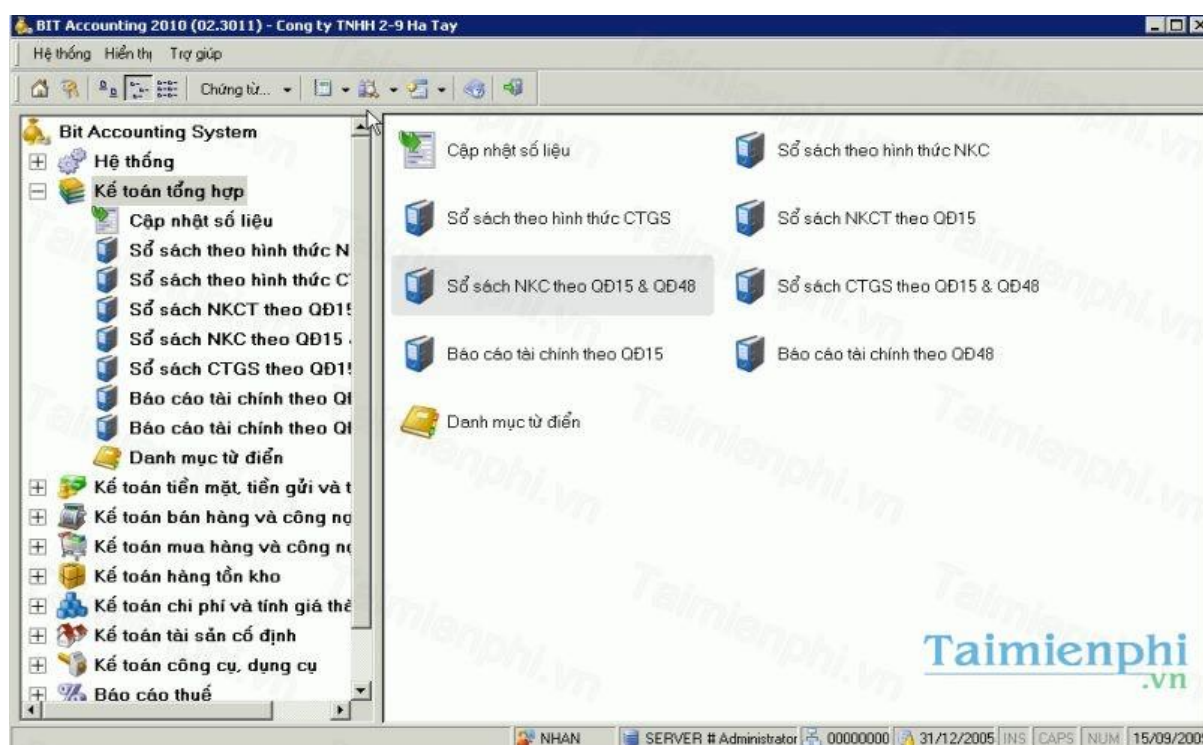 BIT Accounting 2010 (02.3011) - Cong ty TNHH 2-9 Ha Tay
Hệ thống Hiển thị Trợ giúp
Chứng từ...
Bit Accounting System
Hệ thống
Kế toán tổng hợp
Cập nhật số liệu
Sổ sách theo hình thức N
Sổ sách theo hình thức C
Sổ sách NKCT theo QĐ15
Sổ sách NKC theo QĐ15
Sổ sách CTGS theo QĐ1
Báo cáo tài chính theo Q
Báo cáo tài chính theo Q
Danh mục từ điển
Kế toán tiền mặt, tiền gửi và t
Kế toán bán hàng và công nợ
Kế toán mua hàng và công nợ
Kế toán hàng tồn kho
Kế toán chi phí và tính giá thà
Kế toán tài sản cố định
Kế toán công cụ, dụng cụ
Báo cáo thuế
Cập nhật số liệu
Sổ sách theo hình thức NKC
Sổ sách theo hình thức CTGS
Sổ sách NKCT theo QĐ15
Sổ sách NKC theo QĐ15 & QĐ48
Sổ sách CTGS theo QĐ15 & QĐ48
Báo cáo tài chính theo QĐ15
Báo cáo tài chính theo QĐ48
Danh mục từ điển
Taimienphi
.vn
NHAN SERVER # Administrator 00000000 31/12/2005 INS CAPS NUM 15/09/200